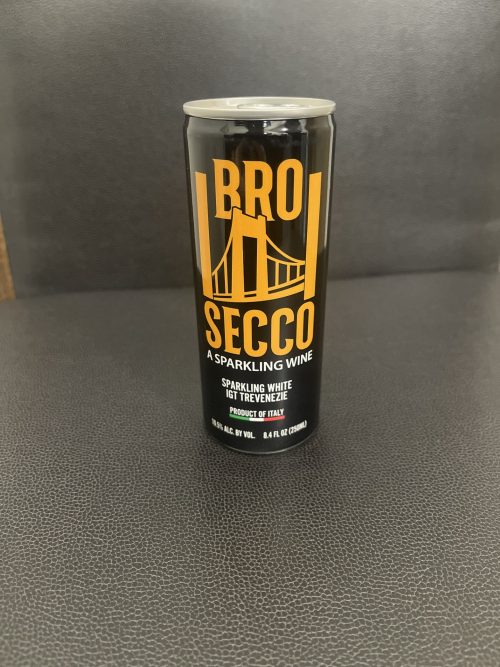 BRO
SECCO
A SPARKLING WINE
SPARKLING WHITE
IGT TREVENEZIE
PRODUCT OF ITALY
10.5% ALC. BY VOL. 8.4 FL OZ (250ML)